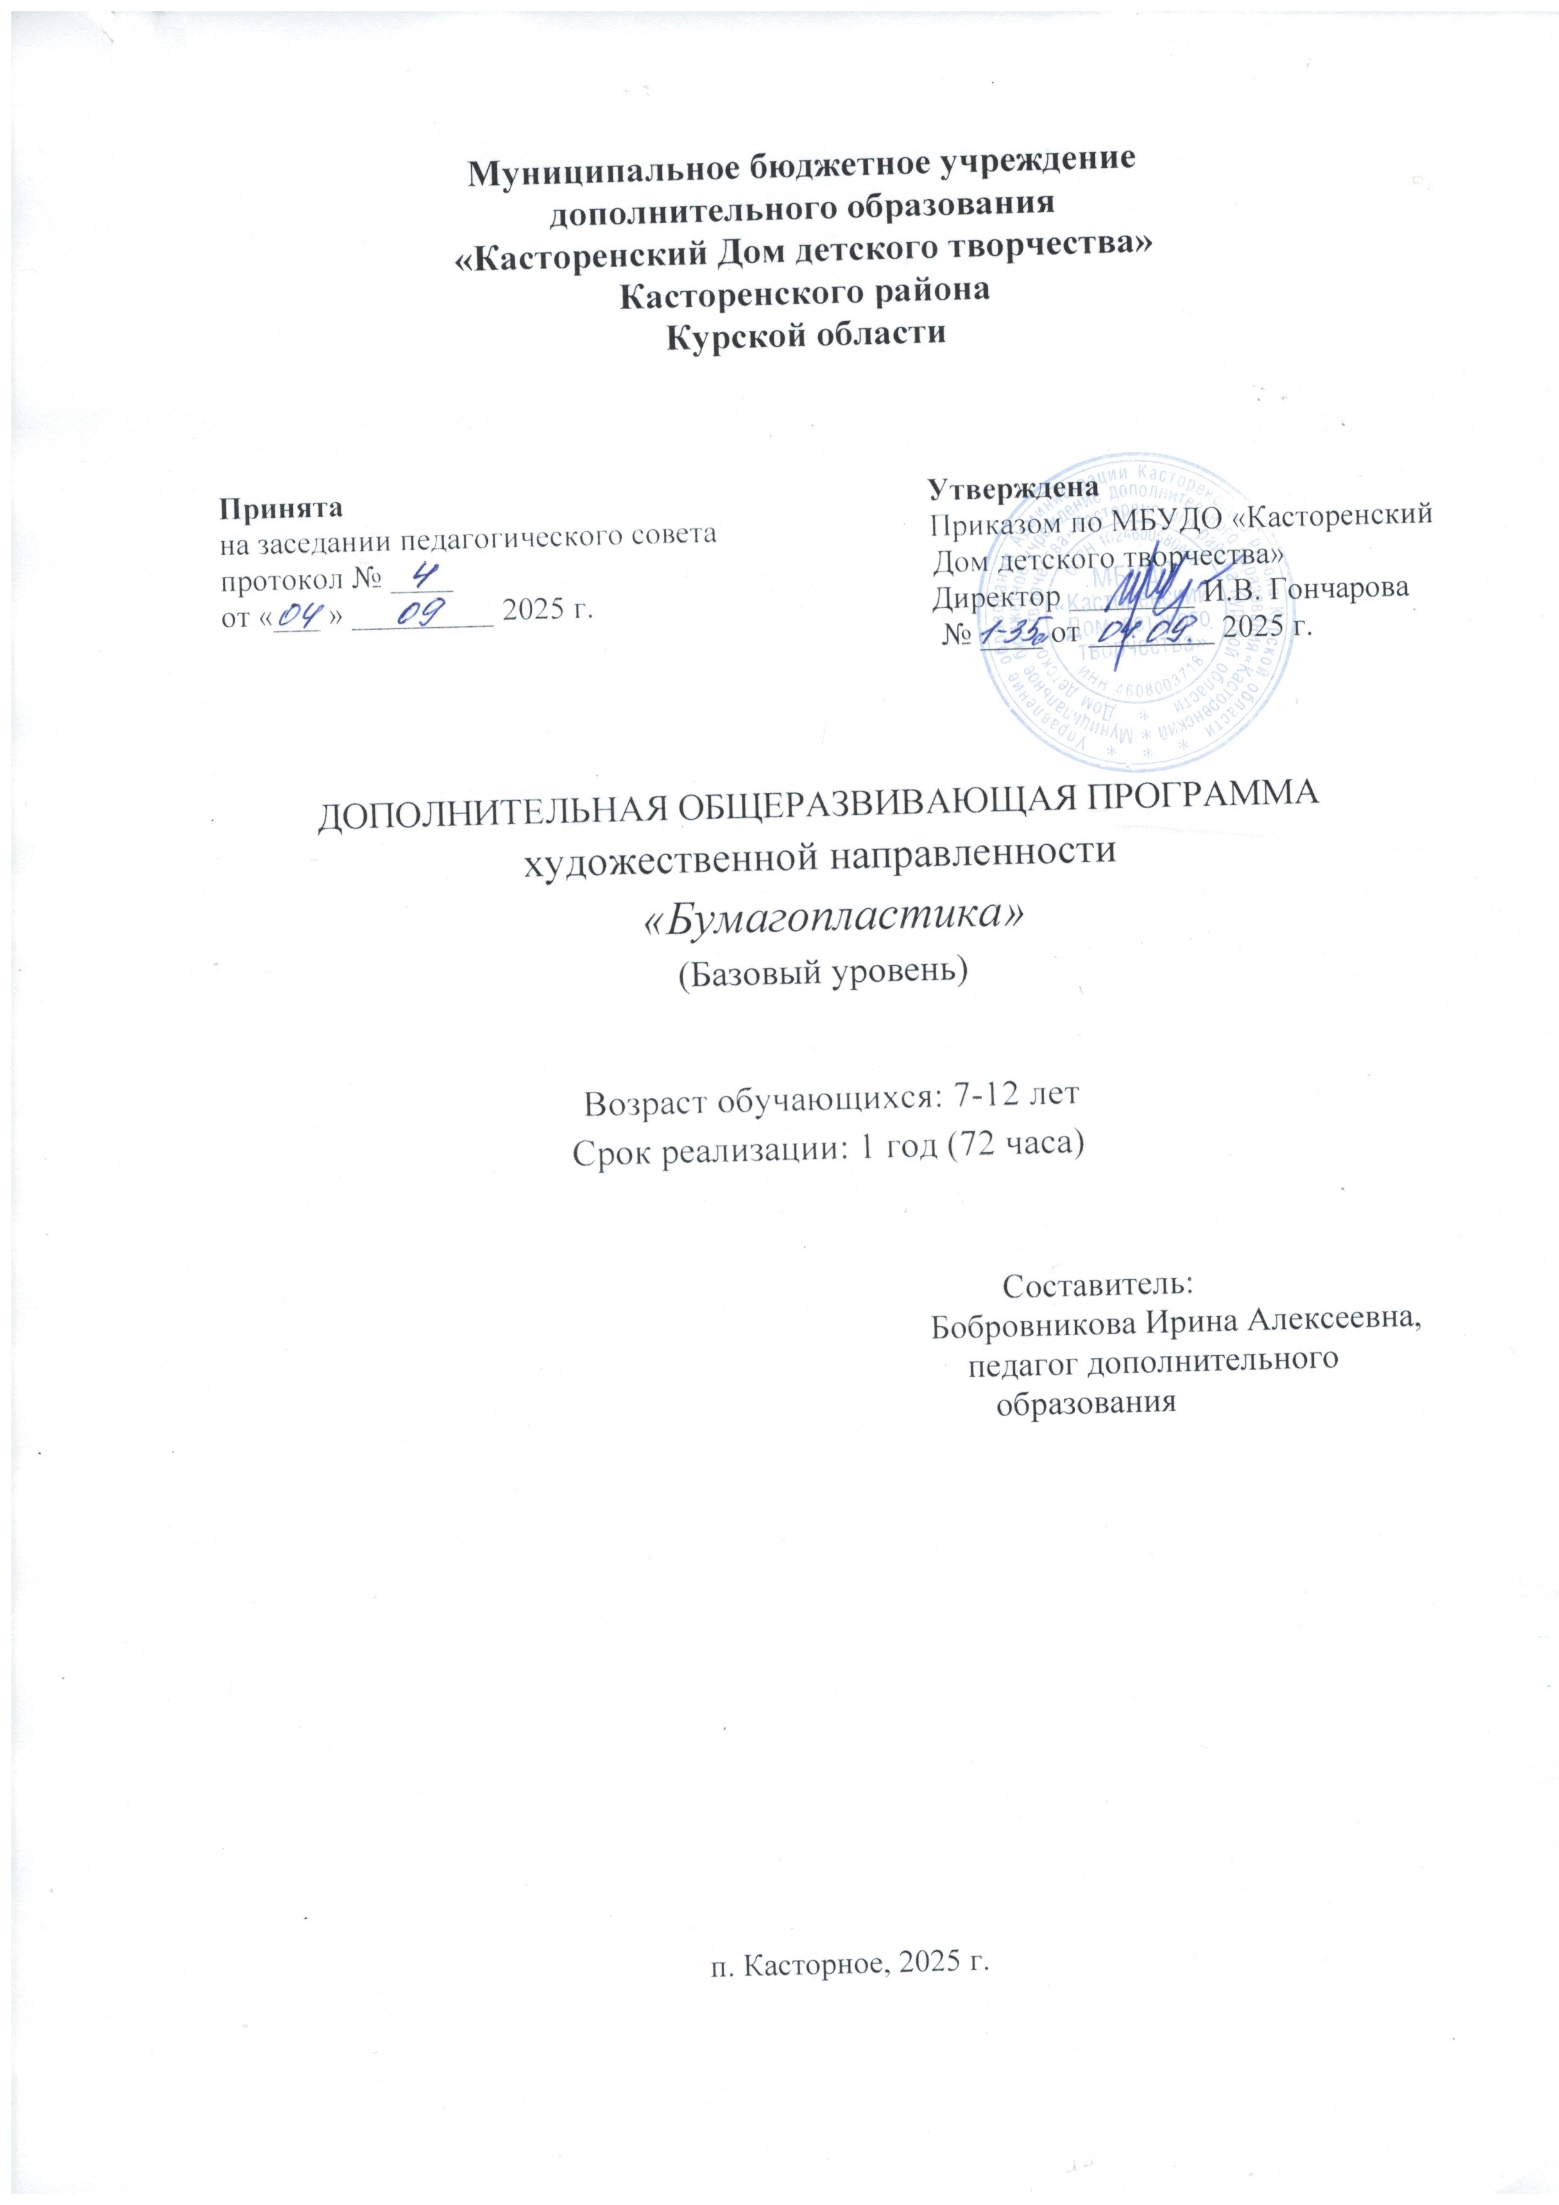 Муниципальное бюджетное учреждение
дополнительного образования
«Касторенский Дом детского творчества»
Касторенского района
Курской области
Принята
на заседании педагогического совета
протокол № 4
от «04» 09 2025 г.
Утверждена
Приказом по МБУДО «Касторенский
Дом детского творчества»
Директор И.В. Гончарова
№ 1-35 от 04.09. 2025 г.
ИНН 4608003718
ДОПОЛНИТЕЛЬНАЯ ОБЩЕРАЗВИВАЮЩАЯ ПРОГРАММА
художественной направленности
«Бумагопластика»
(Базовый уровень)
Возраст обучающихся: 7-12 лет
Срок реализации: 1 год (72 часа)
Составитель:
Бобровникова Ирина Алексеевна,
педагог дополнительного
образования
п. Касторное, 2025 г.